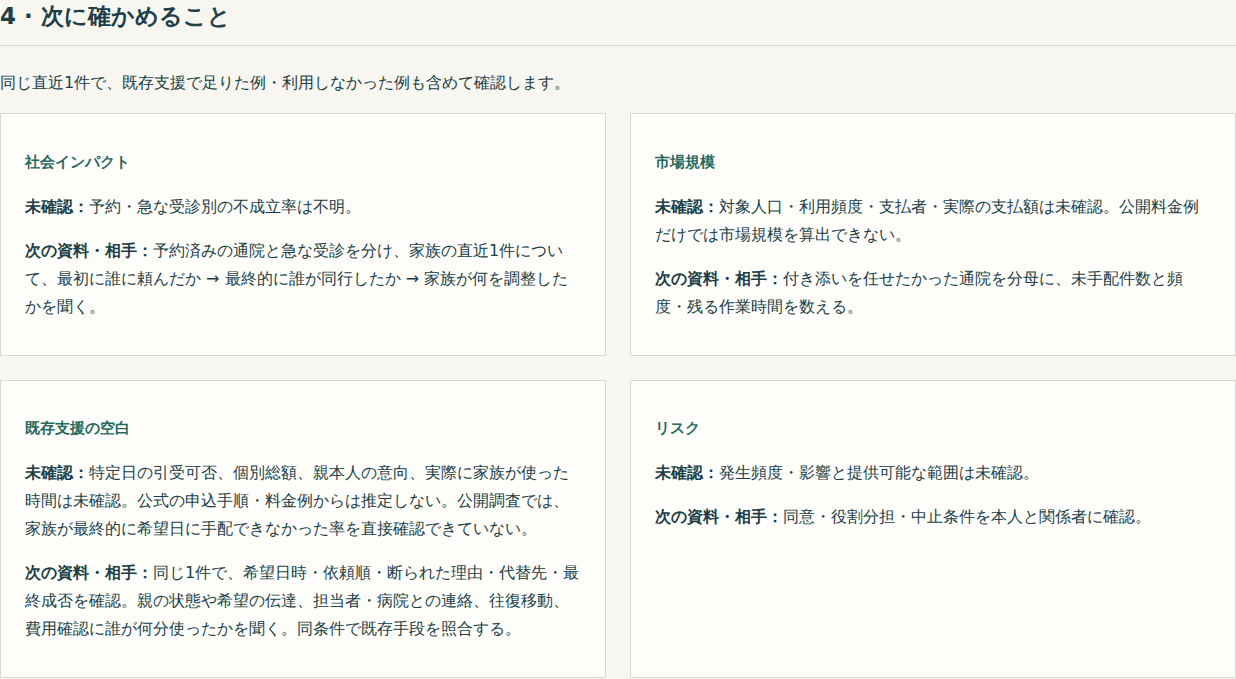 4・次に確かめること
同じ直近1件で、既存支援で足りた例・利用しなかった例も含めて確認します。
社会インパクト
未確認：予約・急な受診別の不成立率は不明。
次の資料・相手：予約済みの通院と急な受診を分け、家族の直近1件につい
て、最初に誰に頼んだか → 最終的に誰が同行したか → 家族が何を調整した
かを聞く。
市場規模
未確認：対象人口・利用頻度・支払者・実際の支払額は未確認。公開料金例
だけでは市場規模を算出できない。
次の資料・相手：付き添いを任せたかった通院を分母に、未手配件数と頻
度・残る作業時間を数える。
既存支援の空白
未確認：特定日の引受可否、個別総額、親本人の意向、実際に家族が使った
時間は未確認。公式の申込手順・料金例からは推定しない。公開調査では、
家族が最終的に希望日に手配できなかった率を直接確認できていない。
次の資料・相手：同じ1件で、希望日時・依頼順・断られた理由・代替先・最
終成否を確認。親の状態や希望の伝達、担当者・病院との連絡、往復移動、
費用確認に誰が何分使ったかを聞く。同条件で既存手段を照合する。
リスク
未確認：発生頻度・影響と提供可能な範囲は未確認。
次の資料・相手：同意・役割分担・中止条件を本人と関係者に確認。